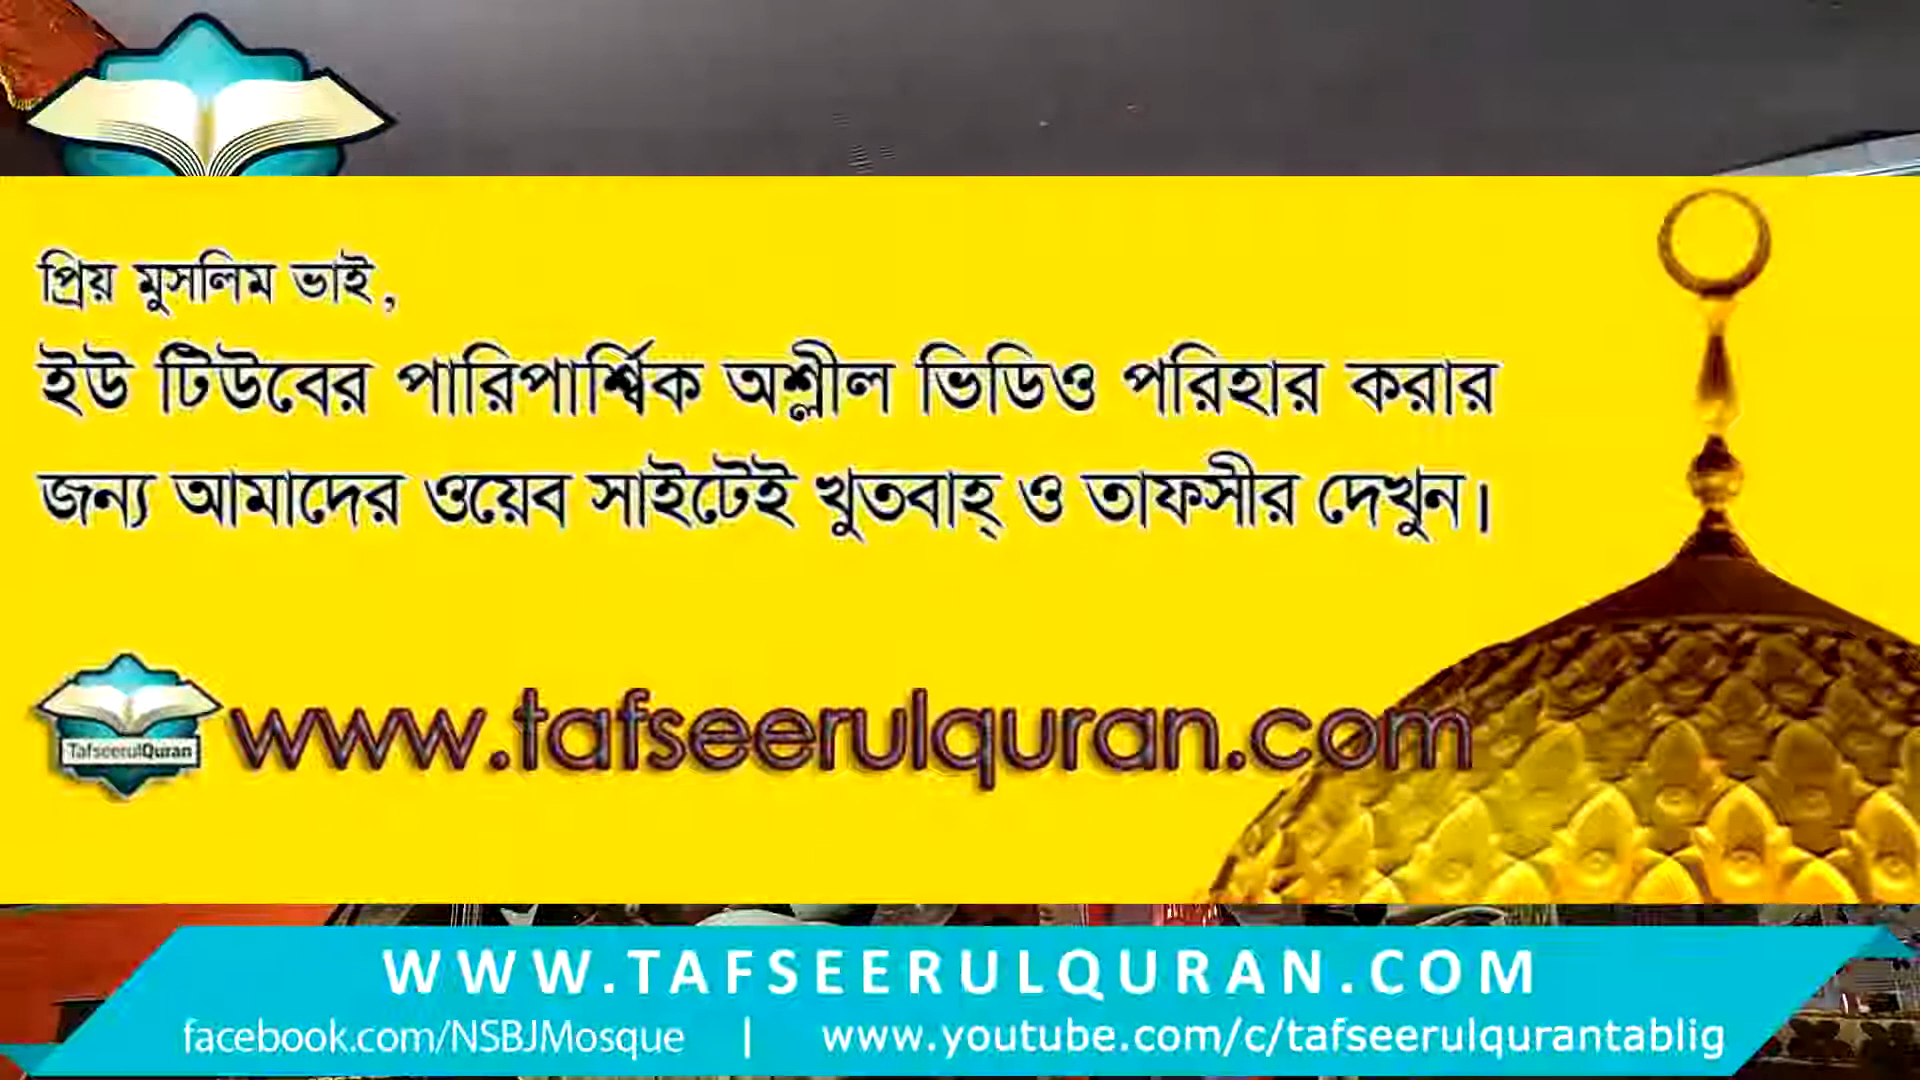 প্রিয় মুসলিম ভাই,
ইউ টিউবের পারিপার্শ্বিক অশ্লীল ভিডিও পরিহার করার
জন্য আমাদের ওয়েব সাইটেই খুতবাহ্ ও তাফসীর দেখুন।
TafseerulQuran
www.tafseerulquran.com
WWW.TAFSEERULQURAN.COM
facebook.com/NSBJMosque | www.youtube.com/c/tafseerulqurantablig